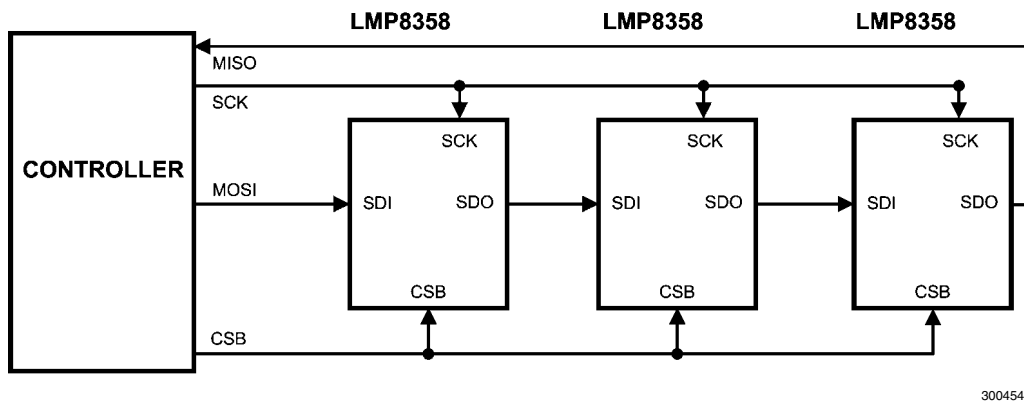 LMP8358 LMP8358 LMP8358
MISO
SCK
SCK SCK SCK
CONTROLLER
MOSI
SDI SDO SDI SDO SDI SDO
CSB CSB CSB
CSB
300454